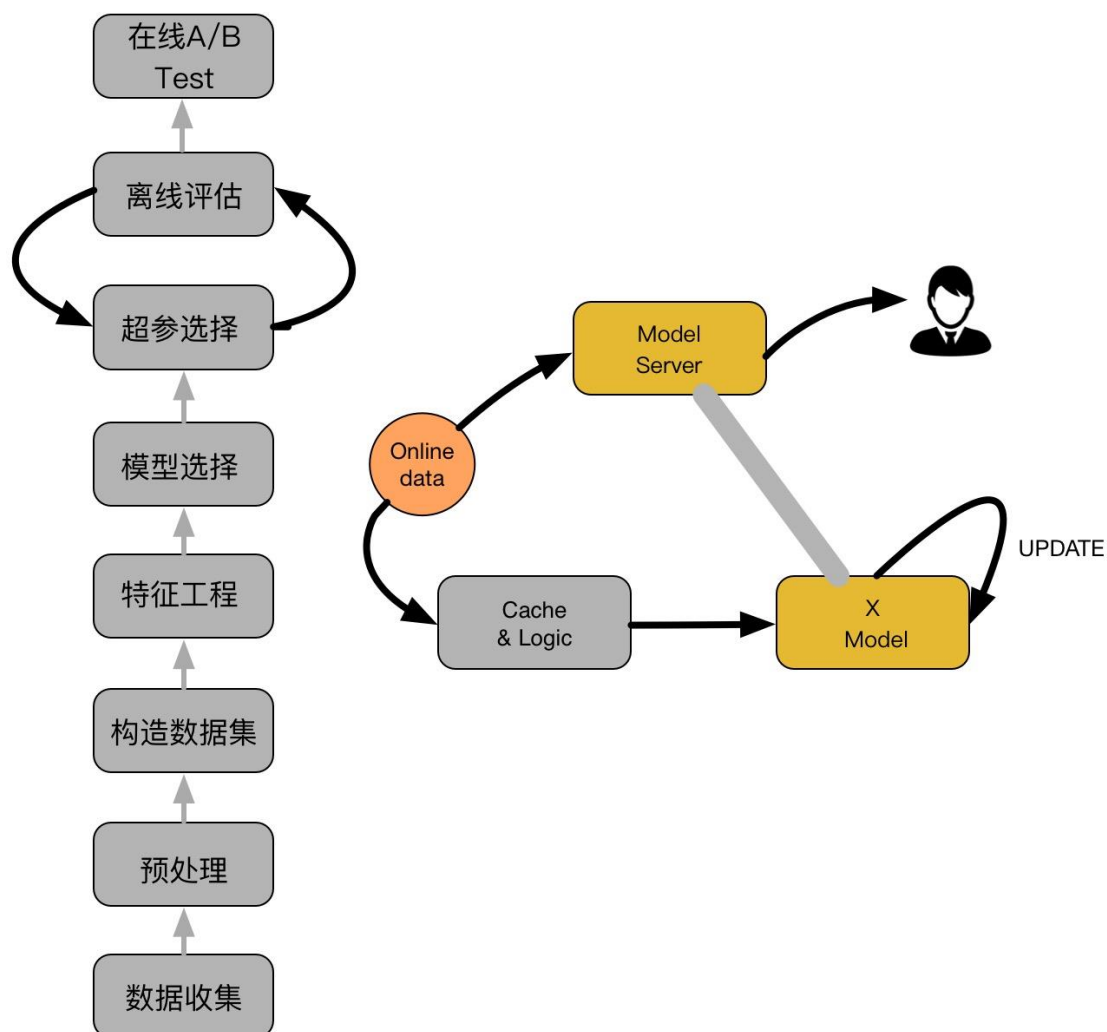 在线A/B
Test
离线评估
超参选择
模型选择
特征工程
构造数据集
预处理
数据收集
Model
Server
Online
data
Cache
& Logic
X
Model
UPDATE